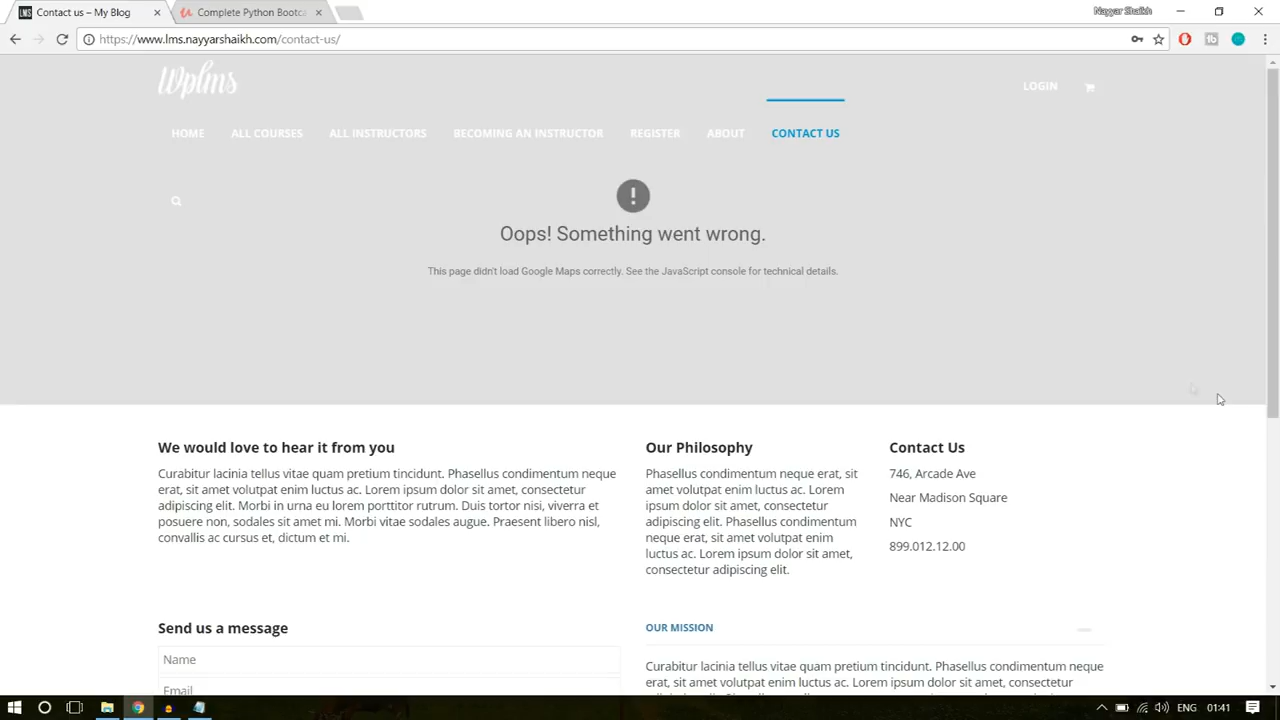 Contact us – My Blog
Complete Python Bootca
Nayyar Shaikh
https://www.lms.nayyarshaikh.com/contact-us/
Wplms
LOGIN
HOME ALL COURSES ALL INSTRUCTORS BECOMING AN INSTRUCTOR REGISTER ABOUT CONTACT US
Oops! Something went wrong.
This page didn't load Google Maps correctly. See the JavaScript console for technical details.
We would love to hear it from you
Curabitur lacinia tellus vitae quam pretium tincidunt. Phasellus condimentum neque
erat, sit amet volutpat enim luctus ac. Lorem ipsum dolor sit amet, consectetur
adipiscing elit. Morbi in urna eu lorem porttitor rutrum. Duis tortor nisi, viverra et
posuere non, sodales sit amet mi. Morbi vitae sodales augue. Praesent libero nisl,
convallis ac cursus et, dictum et mi.
Our Philosophy
Phasellus condimentum neque erat, sit
amet volutpat enim luctus ac. Lorem
ipsum dolor sit amet, consectetur
adipiscing elit. Phasellus condimentum
neque erat, sit amet volutpat enim
luctus ac. Lorem ipsum dolor sit amet,
consectetur adipiscing elit.
Contact Us
746, Arcade Ave
Near Madison Square
NYC
899.012.12.00
Send us a message
Name
Email
OUR MISSION
Curabitur lacinia tellus vitae quam pretium tincidunt. Phasellus condimentum neque
erat, sit amet volutpat enim luctus ac. Lorem ipsum dolor sit amet, consectetur
ENG 01:41